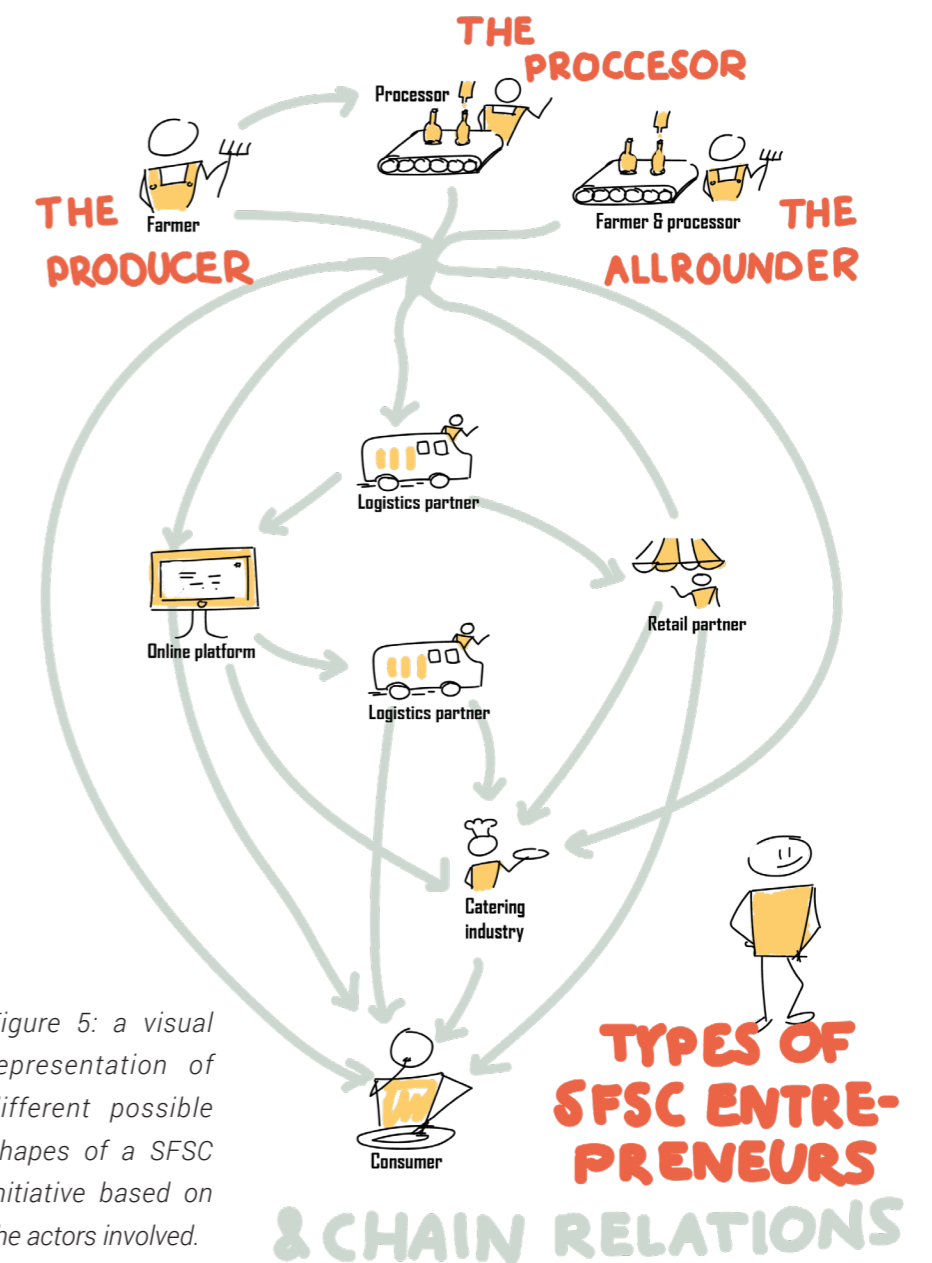 THE
PROCCESOR
Processor
THE
PRODUCER
Farmer
Farmer & processor
THE
ALLROUNDER
Logistics partner
Online platform
Retail partner
Logistics partner
Catering
industry
Consumer
igure 5: a visual
epresentation of
ifferent possible
hapes of a SFSC
nitiative based on
he actors involved.
TYPES OF
SFSC ENTRE-
PRENEURS
& CHAIN RELATIONS